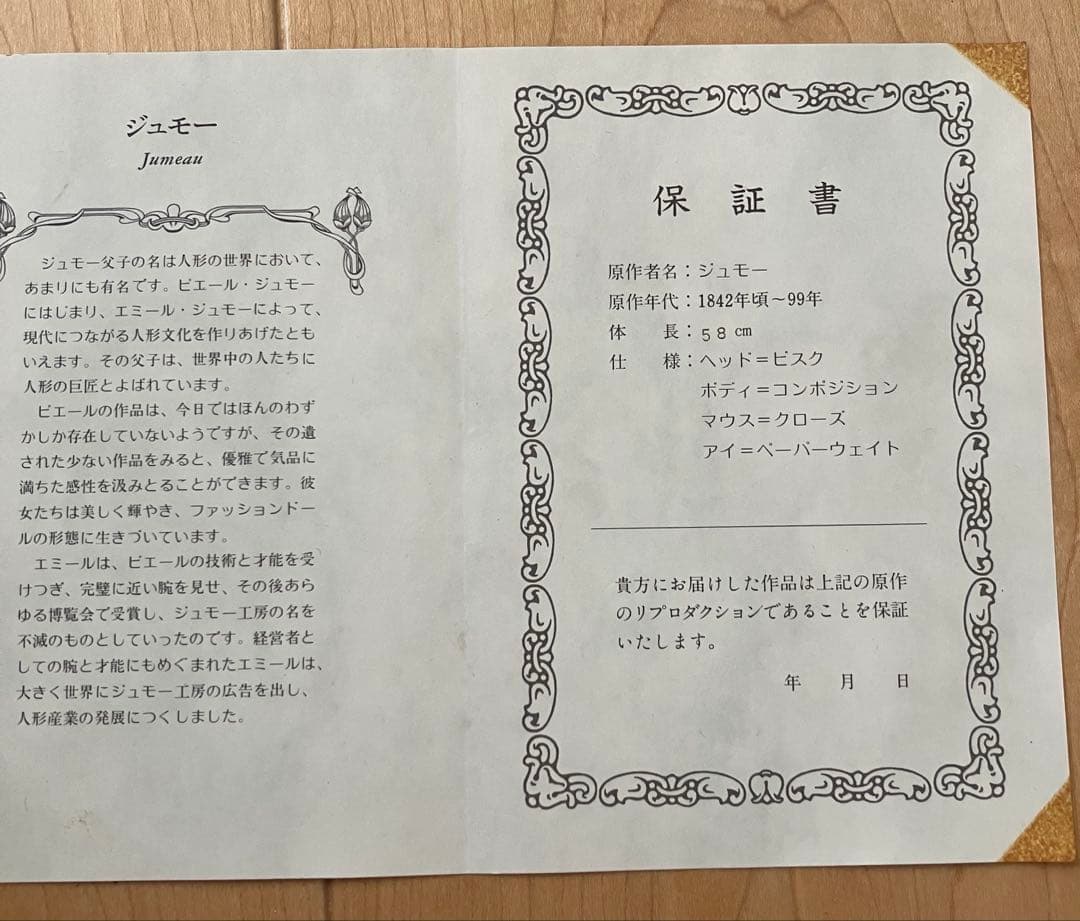 ジュモー
Jumeau
ジュモー父子の名は人形の世界において、
あまりにも有名です。ピエール・ジュモー
にはじまり、エミール・ジュモーによって、
現代につながる人形文化を作りあげたとも
いえます。その父子は、世界中の人たちに
人形の巨匠とよばれています。
ピエールの作品は、今日ではほんのわず
かしか存在していないようですが、その遺
された少ない作品をみると、優雅で気品に
満ちた感性を汲みとることができます。彼
女たちは美しく輝やき、ファッションドー
ルの形態に生きづいています。
エミールは、ピエールの技術と才能を受
けつぎ、完璧に近い腕を見せ、その後あら
ゆる博覧会で受賞し、ジュモー工房の名を
不滅のものとしていったのです。経営者と
しての腕と才能にもめぐまれたエミールは、
大きく世界にジュモー工房の広告を出し、
人形産業の発展につくしました。
保証書
原作者名：ジュモー
原作年代：1842年頃～99年
体長：58cm
仕様：ヘッド＝ビスク
ボディ＝コンポジション
マウス＝クローズ
アイ＝ペーパーウェイト
貴方にお届けした作品は上記の原作
のリプロダクションであることを保証
いたします。
年 月 日